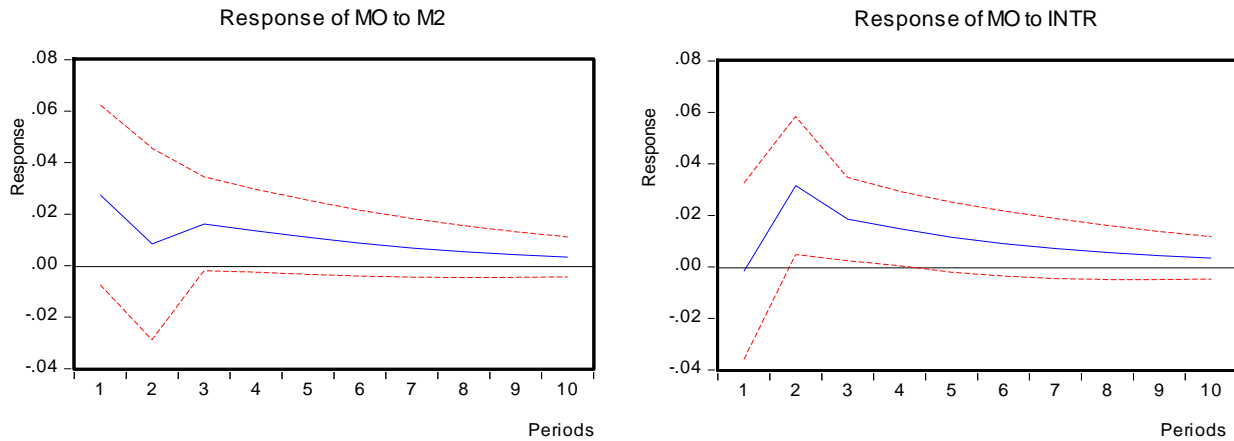 Response of MO to M2
Response
.08
.06
.04
.02
.00
-.02
-.04
1 2 3 4 5 6 7 8 9 10
Periods
Response of MO to INTR
Response
.08
.06
.04
.02
.00
-.02
-.04
1 2 3 4 5 6 7 8 9 10
Periods